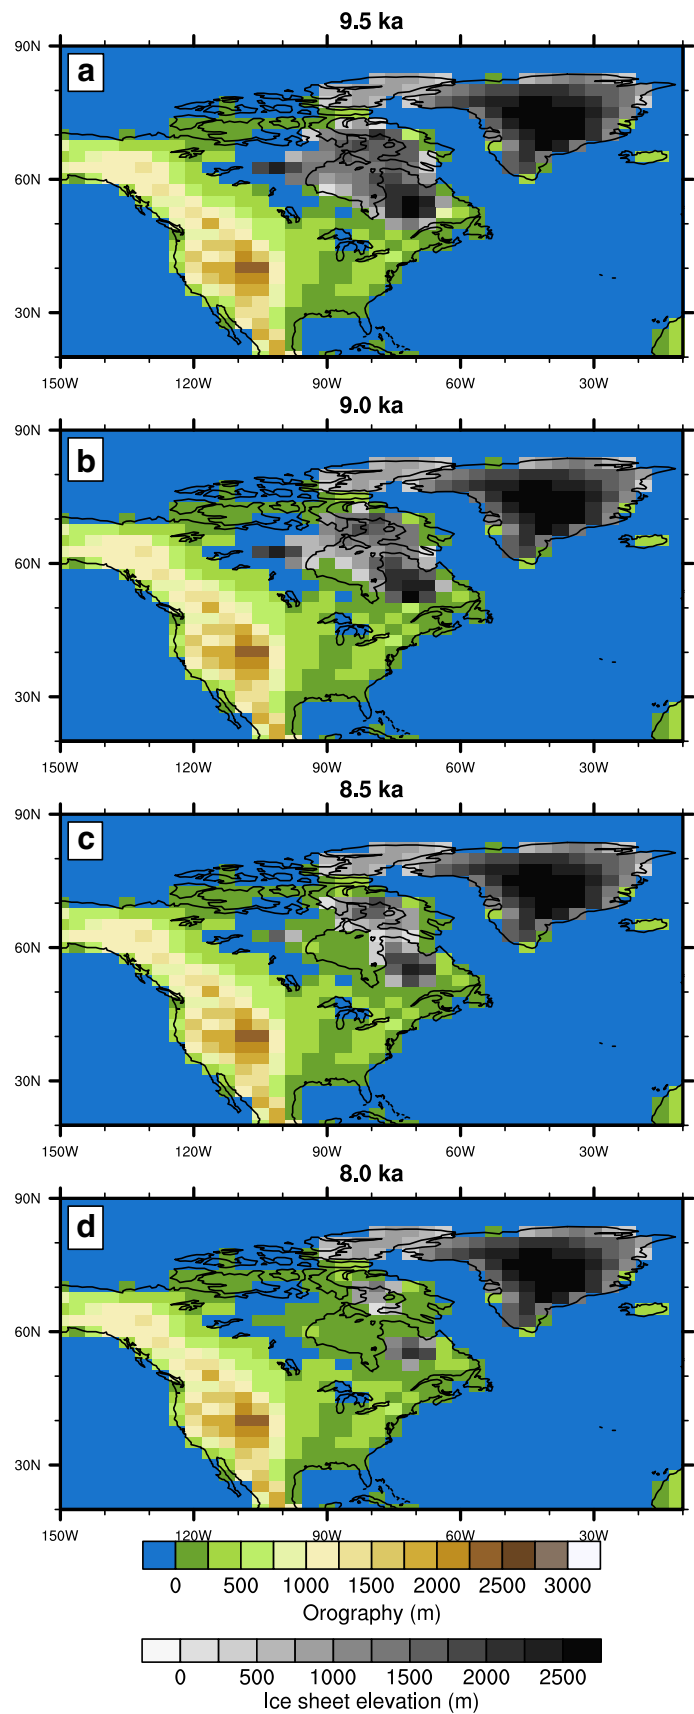 9.5 ka
a
90N
60N
30N
150W 120W 90W 60W 30W
9.0 ka
b
90N
60N
30N
150W 120W 90W 60W 30W
8.5 ka
c
90N
60N
30N
150W 120W 90W 60W 30W
8.0 ka
d
90N
60N
30N
150W 120W 90W 60W 30W
0 500 1000 1500 2000 2500 3000
Orography (m)
0 500 1000 1500 2000 2500
Ice sheet elevation (m)